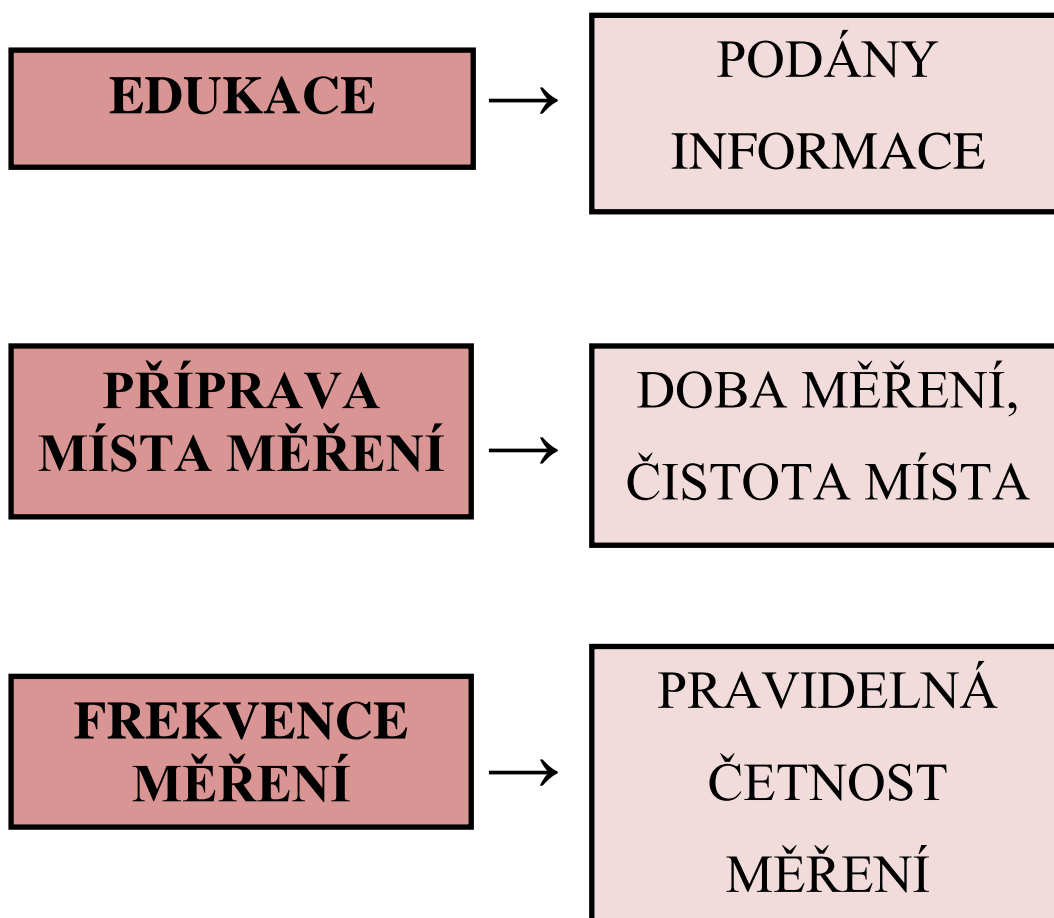 EDUKACE
→
PODÁNY
INFORMACE
PŘÍPRAVA
MÍSTA MĚŘENÍ
→
DOBA MĚŘENÍ,
ČISTOTA MÍSTA
FREKVENCE
MĚŘENÍ
→
PRAVIDELNÁ
ČETNOST
MĚŘENÍ